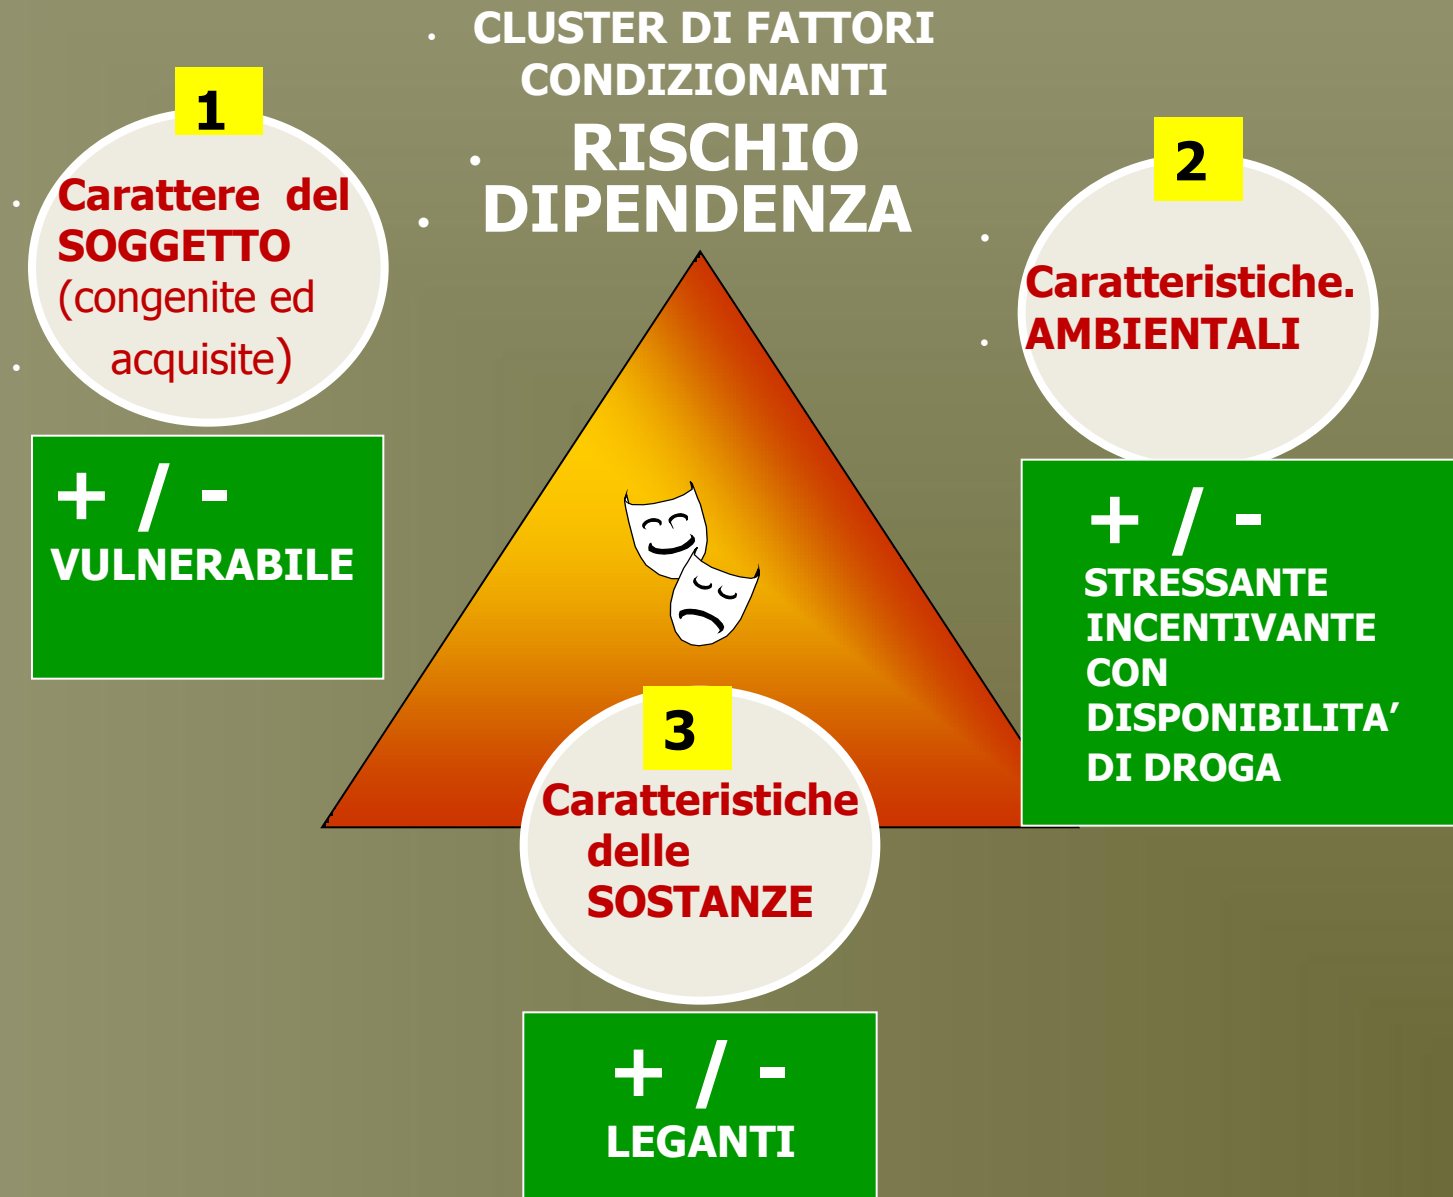 CLUSTER DI FATTORI
CONDIZIONANTI
RISCHIO
DIPENDENZA
1
Carattere del
SOGGETTO
(congenite ed
acquisite)
+ / -
VULNERABILE
2
Caratteristiche.
AMBIENTALI
+ / -
STRESSANTE
INCENTIVANTE
CON
DISPONIBILITA’
DI DROGA
3
Caratteristiche
delle
SOSTANZE
+ / -
LEGANTI